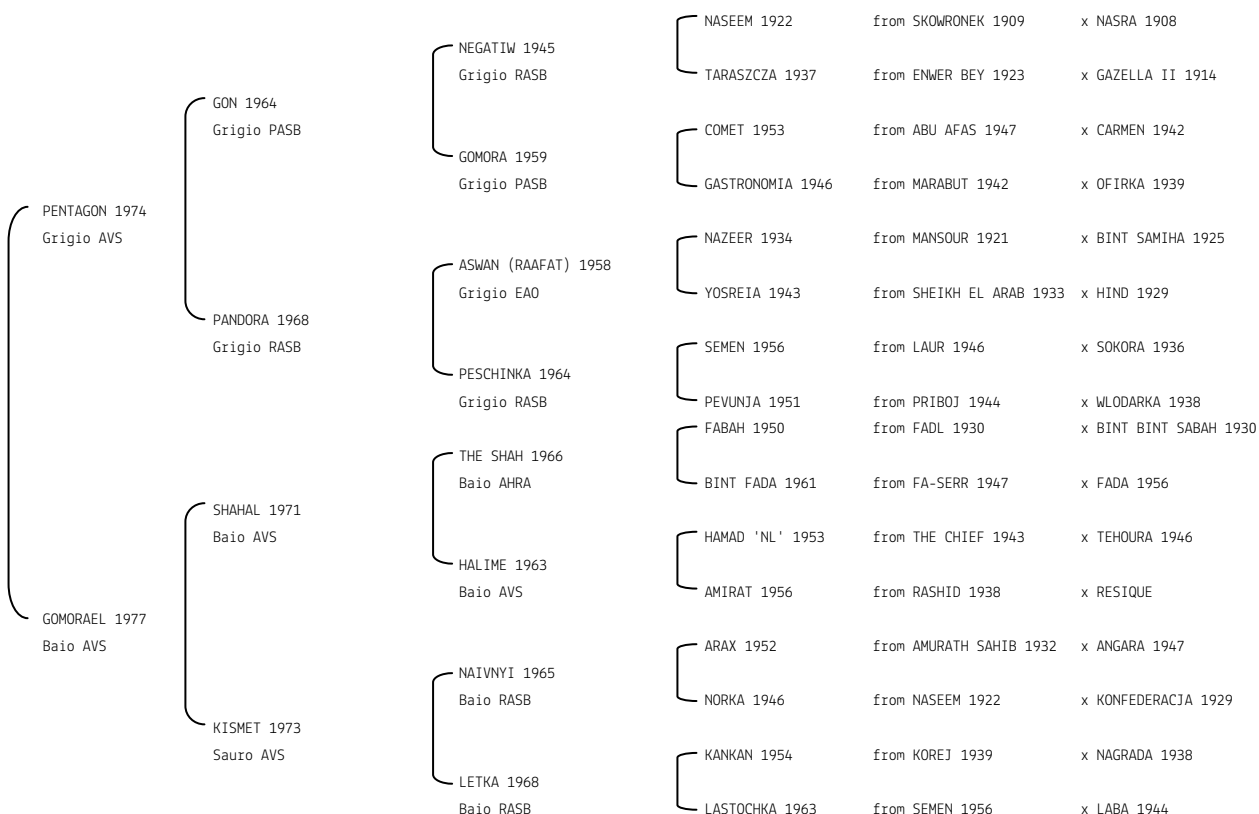 NASEEM 1922 from SKOWRONEK 1909 x NASRA 1908
NEGATIW 1945
Grigio RASB TARASZCZA 1937 from ENWER BEY 1923 x GAZELLA II 1914
GON 1964
Grigio PASB COMET 1953 from ABU AFAS 1947 x CARMEN 1942
GOMORA 1959
Grigio PASB GASTRONOMIA 1946 from MARABUT 1942 x OFIRKA 1939
PENTAGON 1974
Grigio AVS NAZEER 1934 from MANSOUR 1921 x BINT SAMIHA 1925
ASWAN (RAAFAT) 1958
Grigio EAO YOSREIA 1943 from SHEIKH EL ARAB 1933 x HIND 1929
PANDORA 1968
Grigio RASB SEMEN 1956 from LAUR 1946 x SOKORA 1936
PESCHINKA 1964
Grigio RASB PEVUNJA 1951 from PRIBOJ 1944 x WLODARKA 1938
FABAH 1950 from FADL 1930 x BINT BINT SABAH 1930
THE SHAH 1966
Baio AHRA BINT FADA 1961 from FA-SERR 1947 x FADA 1956
SHAHAL 1971
Baio AVS HAMAD 'NL' 1953 from THE CHIEF 1943 x TEHOURA 1946
HALIME 1963
Baio AVS AMIRAT 1956 from RASHID 1938 x RESIQUE
GOMORAEL 1977
Baio AVS ARAX 1952 from AMURATH SAHIB 1932 x ANGARA 1947
NAIVNYI 1965
Baio RASB NORKA 1946 from NASEEM 1922 x KONFEDERACJA 1929
KISMET 1973
Sauro AVS KANKAN 1954 from KOREJ 1939 x NAGRADA 1938
LETKA 1968
Baio RASB LASTOCHKA 1963 from SEMEN 1956 x LABA 1944